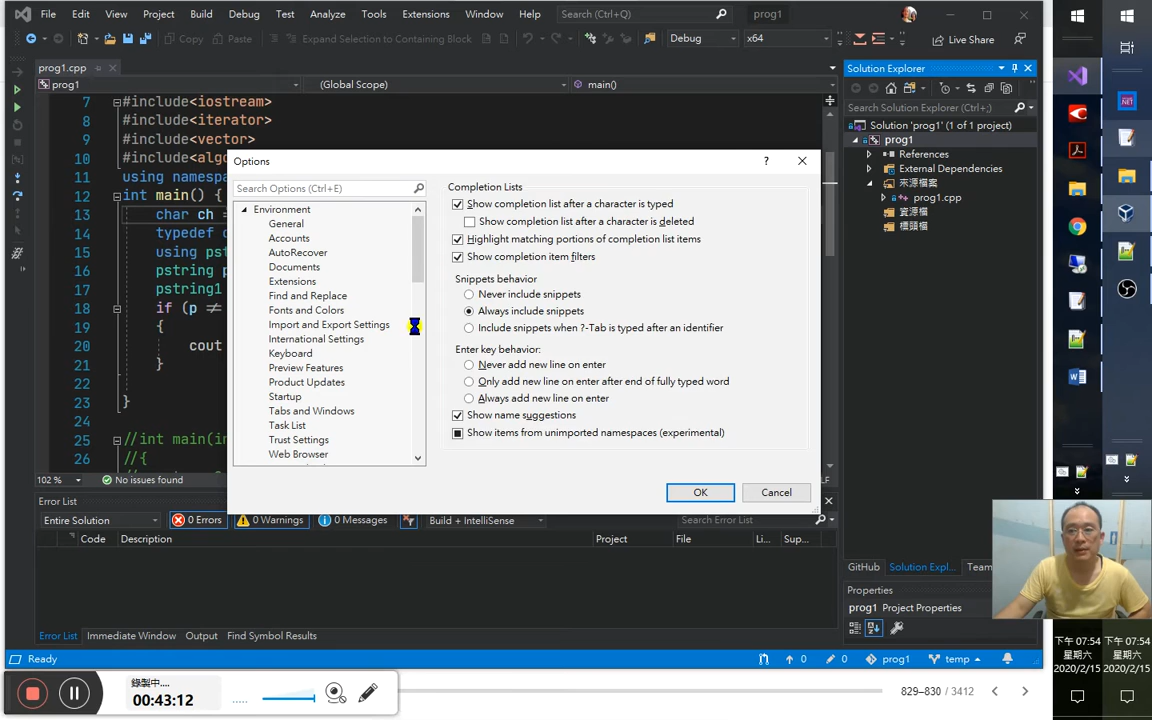 File Edit View Git Project Build Debug Test Analyze Tools Extensions Window Help Search (Ctrl+Q) prog1
Copy Paste Expand Selection to Containing Block Debug x64 Live Share
prog1.cpp
prog1 (Global Scope) main()
7 #include<iostream>
8 #include<iterator>
9 #include<vector>
10 #include<algo
11 using namesp
12 int main() {
13 char ch =
14 typedef
15 using pst
16 pstring p
17 pstring1
18 if (p ≠
19 {
20 cout
21 }
22
23 }
24
25 //int main(in
26 //{
102 % No issues found
Options
Search Options (Ctrl+E)
Environment
General
Accounts
AutoRecover
Documents
Extensions
Find and Replace
Fonts and Colors
Import and Export Settings
International Settings
Keyboard
Preview Features
Product Updates
Startup
Tabs and Windows
Task List
Trust Settings
Web Browser
Completion Lists
Show completion list after a character is typed
Show completion list after a character is deleted
Highlight matching portions of completion list items
Show completion item filters
Snippets behavior
Never include snippets
Always include snippets
Include snippets when ?-Tab is typed after an identifier
Enter key behavior:
Never add new line on enter
Only add new line on enter after end of fully typed word
Always add new line on enter
Show name suggestions
Show items from unimported namespaces (experimental)
OK Cancel
Solution Explorer
Search Solution Explorer (Ctrl+;)
Solution 'prog1' (1 of 1 project)
prog1
References
External Dependencies
來源檔案
prog1.cpp
資源檔
標頭檔
GitHub Solution Expl... Team
Properties
prog1 Project Properties
Error List
Entire Solution 0 Errors 0 Warnings 0 Messages Build + IntelliSense Search Error List
Code Description Project File Li... Sup...
Error List Immediate Window Output Find Symbol Results
Ready 0 0 prog1 temp
錄製中....
00:43:12
829–830 / 3412
下午 07:54 下午 07:54
星期六 星期六
2020/2/15 2020/2/15